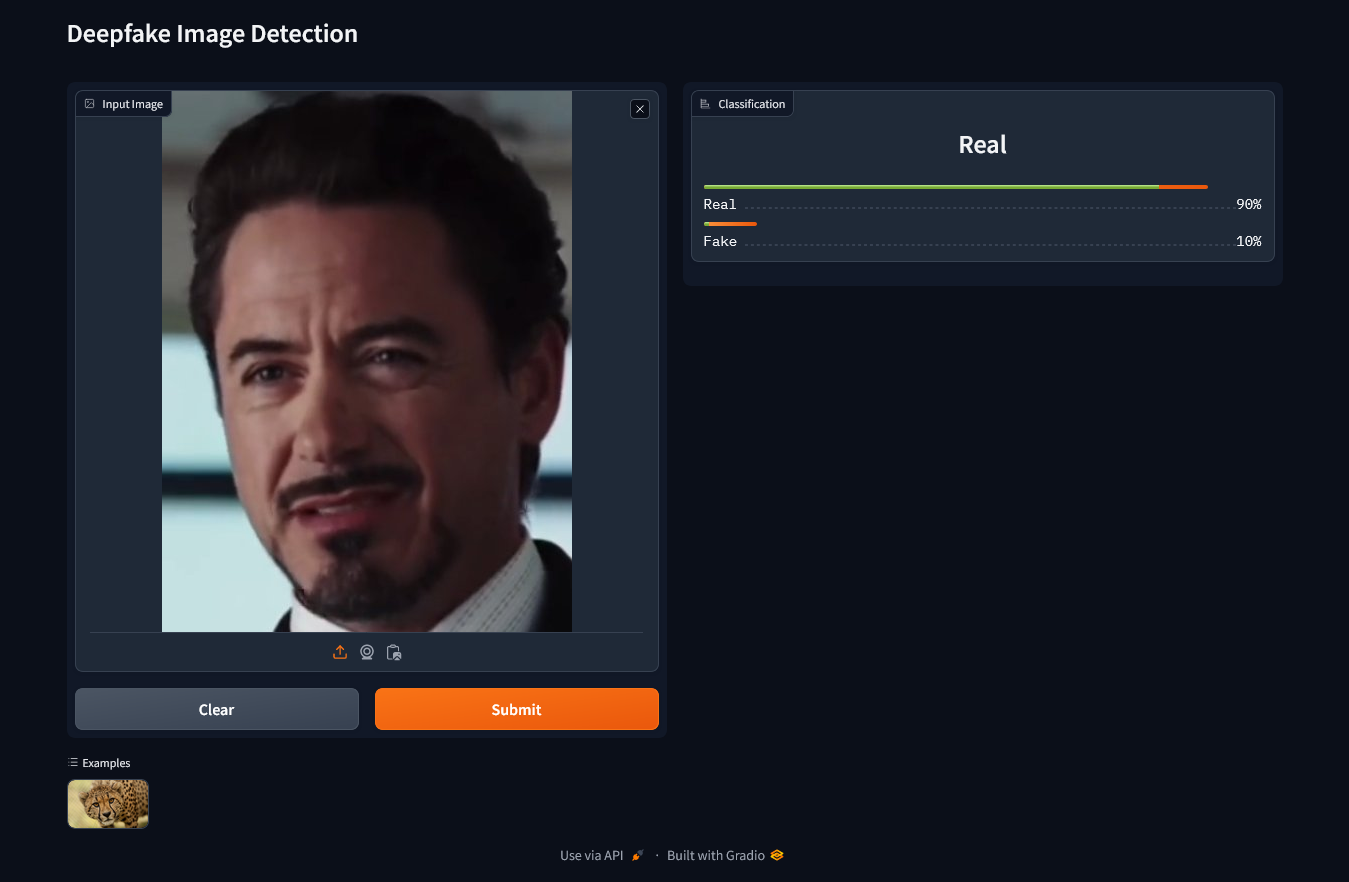 Deepfake Image Detection
Input Image
Classification
Real
Real 90%
Fake 10%
Clear
Submit
Examples
Use via API · Built with Gradio